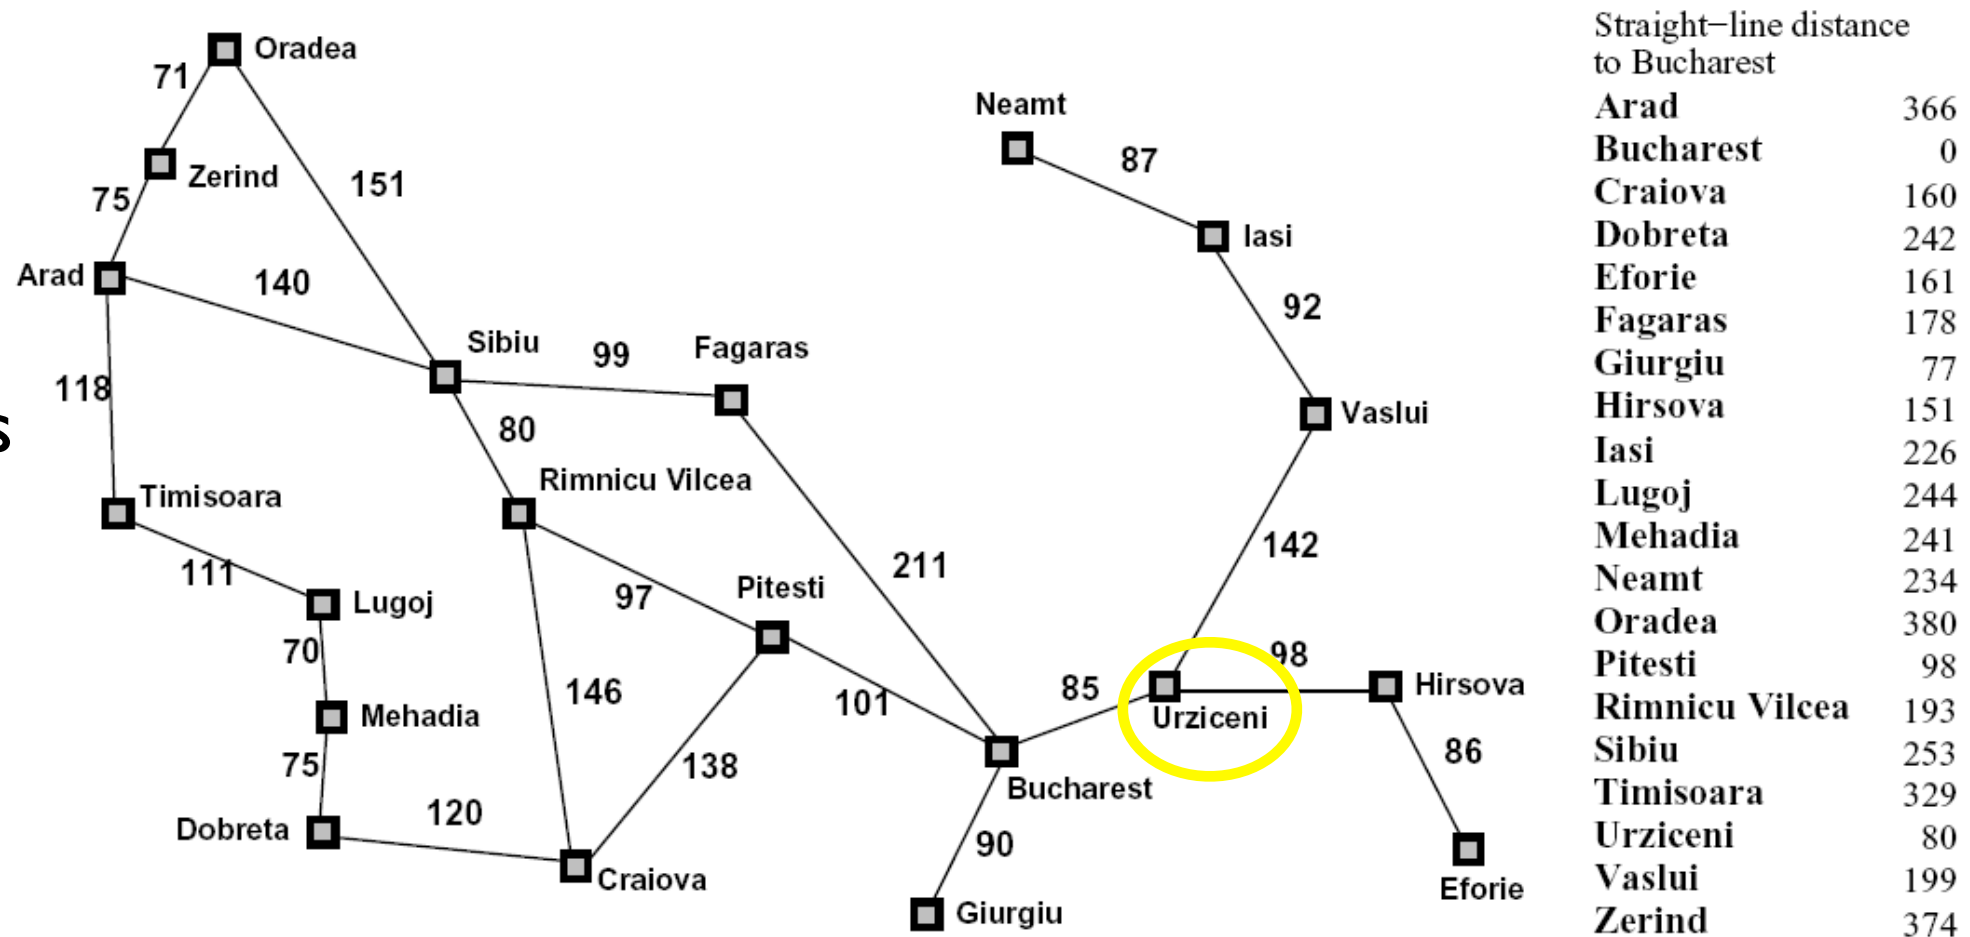 Oradea
71
Neamt
87
Zerind
151
75
Iasi
Arad
140
92
Sibiu
99
Fagaras
118
Vaslui
80
s
Rimnicu Vilcea
Timisoara
142
211
111
Pitesti
97
Lugoj
70
98
85
Hirsova
146
101
Mehadia
Urziceni
86
138
75
Bucharest
120
Dobreta
90
Craiova
Eforie
Giurgiu
Straight-line distance
to Bucharest
Arad 366
Bucharest 0
Craiova 160
Dobreta 242
Eforie 161
Fagaras 178
Giurgiu 77
Hirsova 151
Iasi 226
Lugoj 244
Mehadia 241
Neamt 234
Oradea 380
Pitesti 98
Rimnicu Vilcea 193
Sibiu 253
Timisoara 329
Urziceni 80
Vaslui 199
Zerind 374